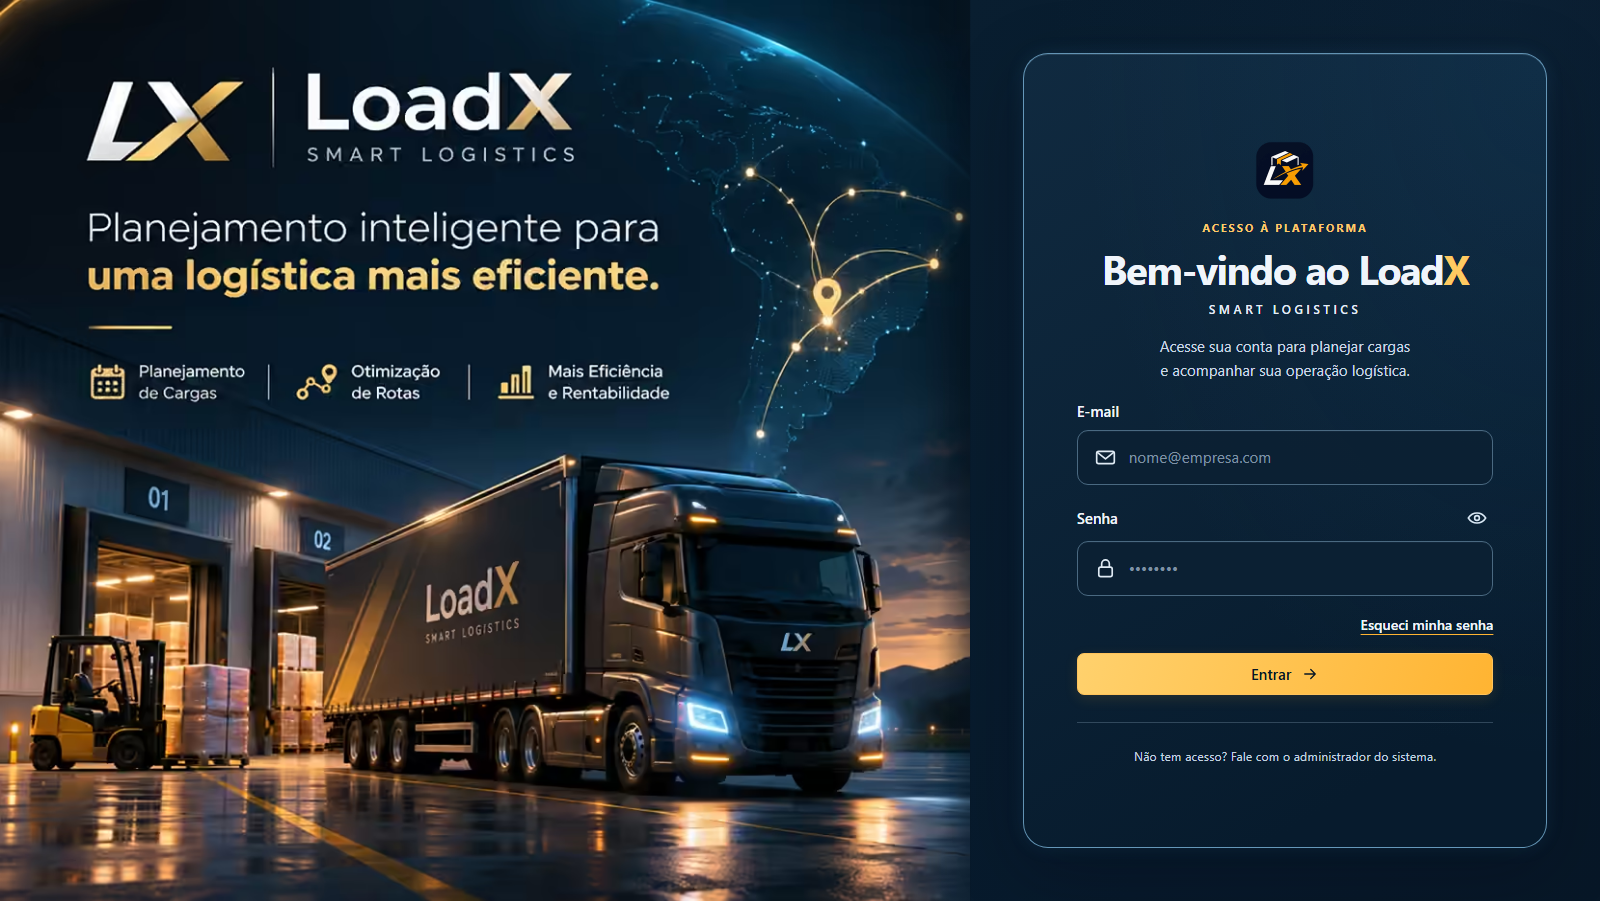 LX
LoadX
SMART LOGISTICS
Planejamento inteligente para
uma logística mais eficiente.
Planejamento
de Cargas
Otimização
de Rotas
Mais Eficiência
e Rentabilidade
01
02
LoadX
SMART LOGISTICS
LX
LX
ACESSO À PLATAFORMA
Bem-vindo ao LoadX
SMART LOGISTICS
Acesse sua conta para planejar cargas
e acompanhar sua operação logística.
E-mail
nome@empresa.com
Senha
••••••••
Esqueci minha senha
Entrar →
Não tem acesso? Fale com o administrador do sistema.